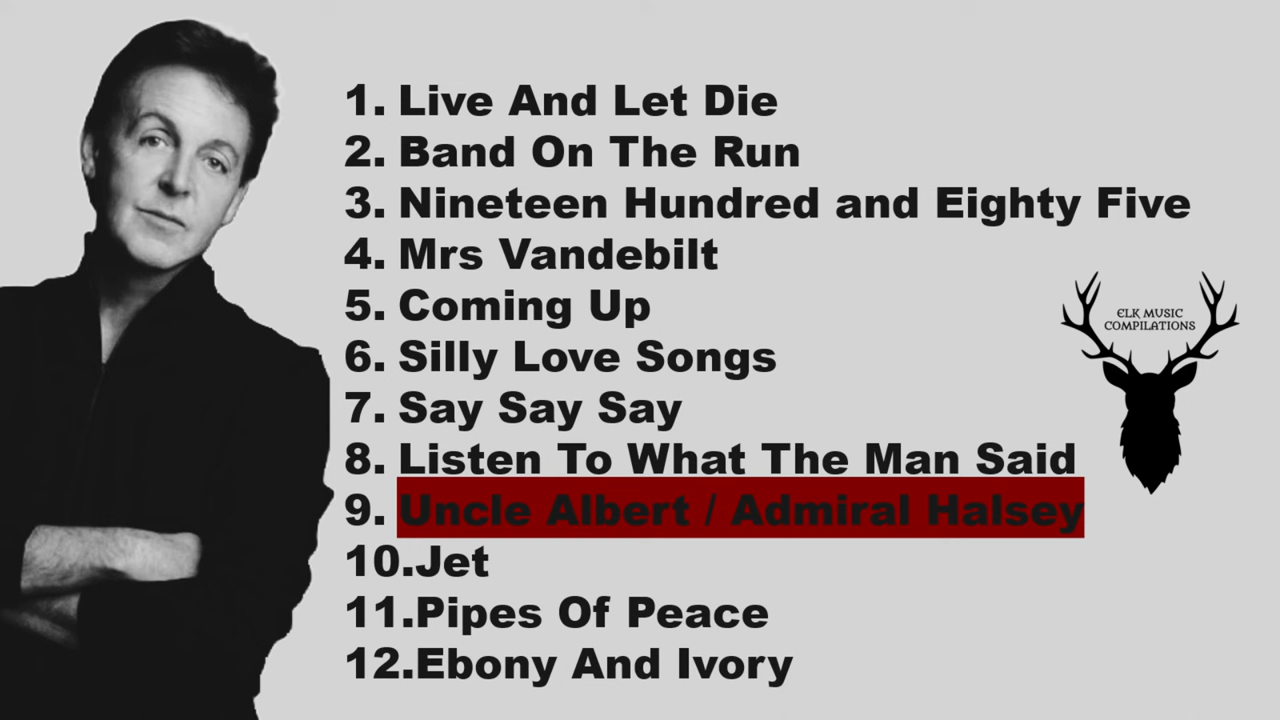 1. Live And Let Die
2. Band On The Run
3. Nineteen Hundred and Eighty Five
4. Mrs Vandebilt
5. Coming Up
6. Silly Love Songs
7. Say Say Say
8. Listen To What The Man Said
9. Uncle Albert / Admiral Halsey
10.Jet
11.Pipes Of Peace
12.Ebony And Ivory
ELK MUSIC
COMPILATIONS